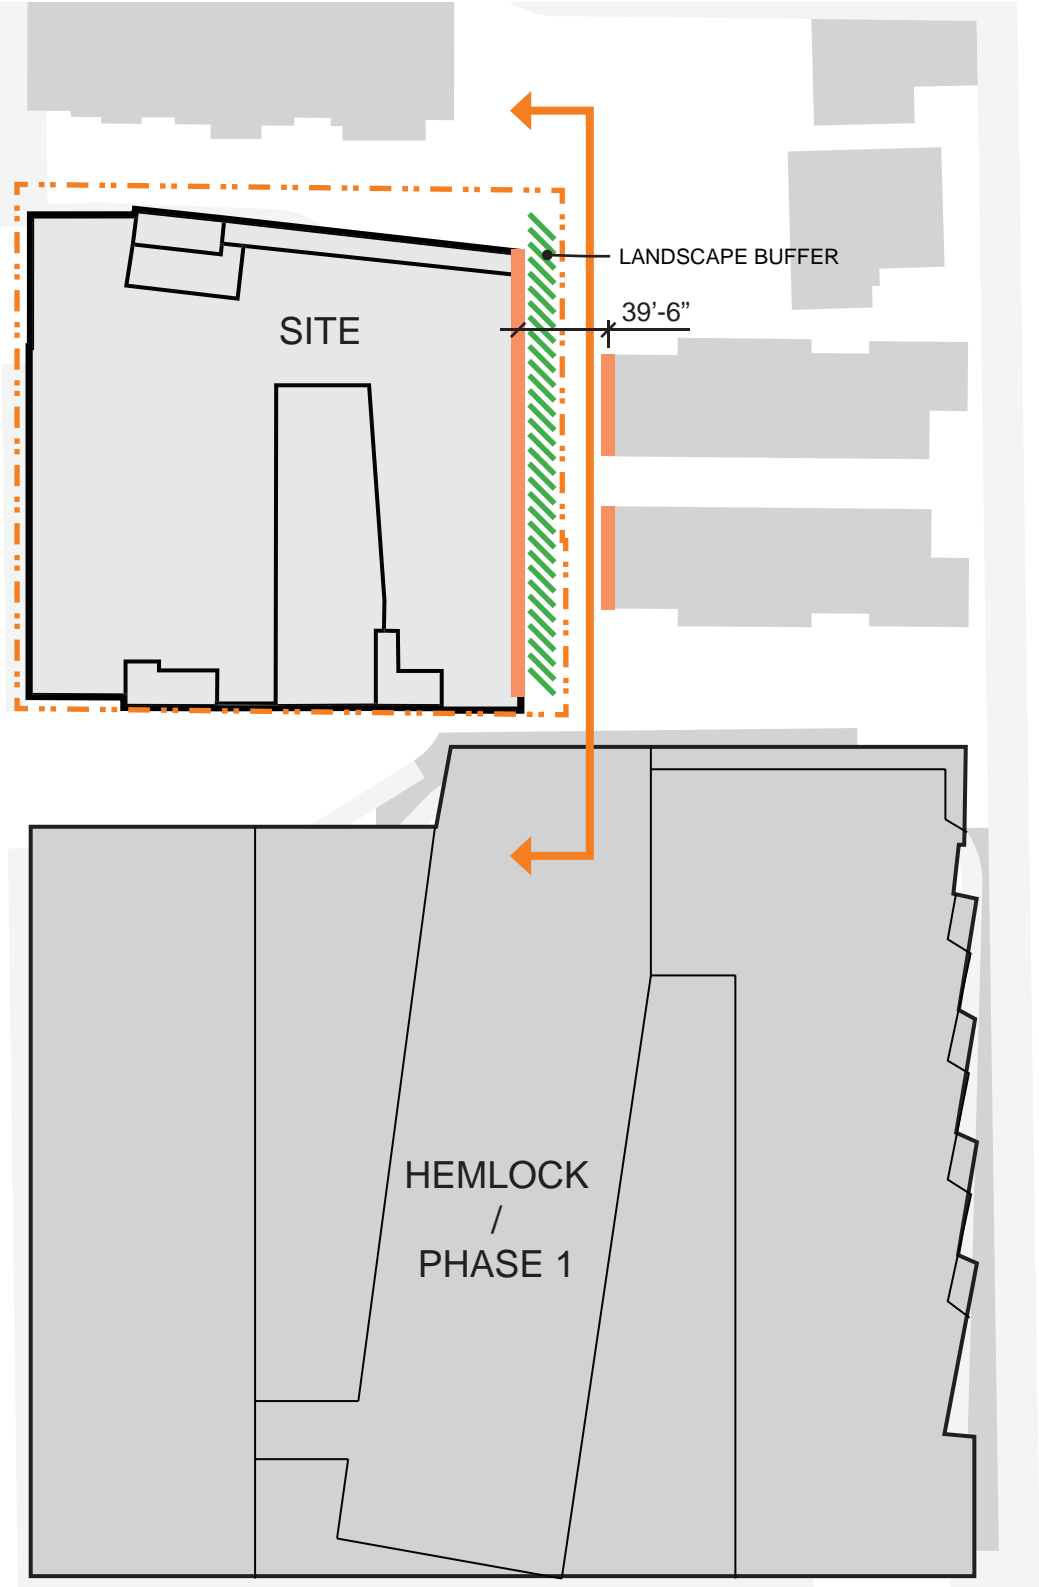 LANDSCAPE BUFFER
39’-6”
SITE
HEMLOCK
/
PHASE 1